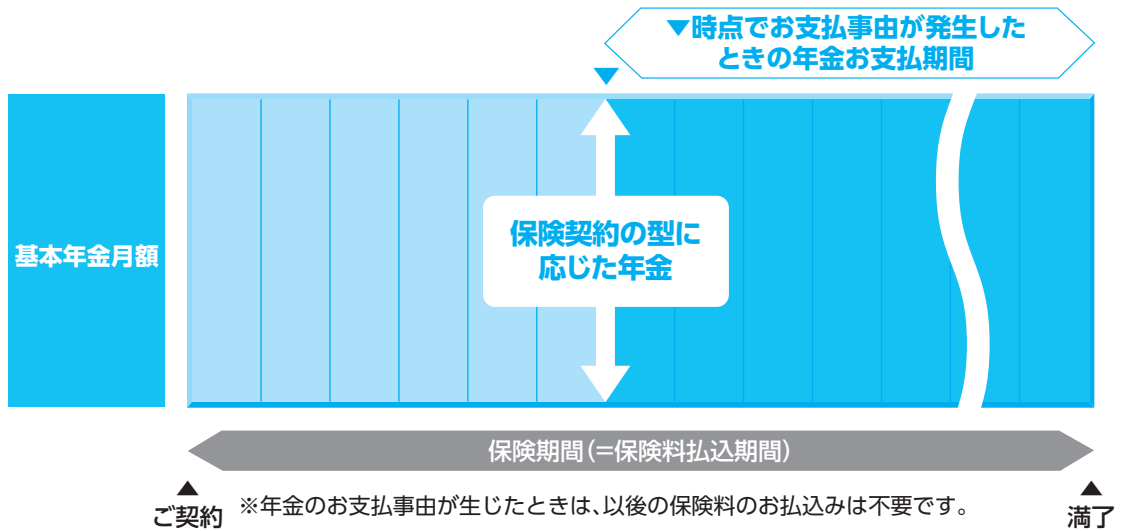 ▼時点でお支払事由が発生した
ときの年金お支払期間
▼
基本年金月額
保険契約の型に
応じた年金
保険期間(=保険料払込期間)
▲
ご契約
※年金のお支払事由が生じたときは、以後の保険料のお払込みは不要です。
▲
満了